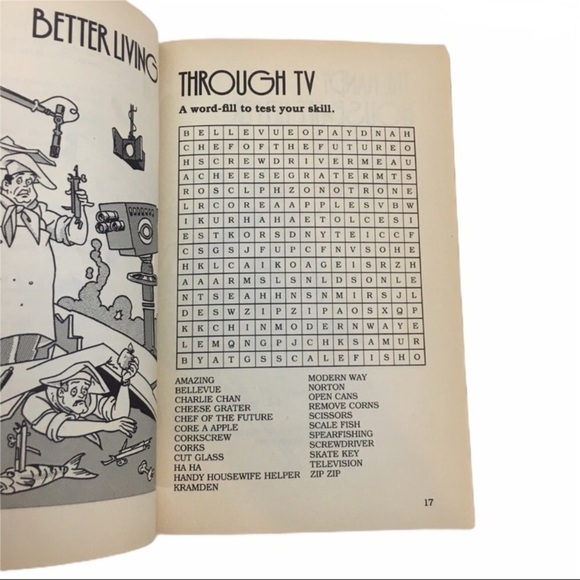 BETTER LIVING
THROUGH TV
A word-fill to test your skill.
B E L L E V U E O P A Y D N A H
C H E F O F T H E F U T U R E O
H S C R E W D R I V E R M E A U
A C H E E S E G R A T E R M T S
R O S C L P H Z O N O T R O N E
L R C O R E A A P P L E S V B W
I K U R H A H A E T O L C E S I
E S T K O R S D N Y T E I C C F
C S G S J F U P C F N V S O H E
H K L C A I K O A G E I S R Z H
A A A R M S L S N L D S O N L E
N T S E A H H N S N M I R S J L
D E S W Z I P Z I P A O S X Q P
K K C H I N M O D E R N W A Y E
L E M Q N G P J C H K S A M U R
B Y A T G S S C A L E F I S H O
AMAZING
BELLEVUE
CHARLIE CHAN
CHEESE GRATER
CHEF OF THE FUTURE
CORE A APPLE
CORKSCREW
CORKS
CUT GLASS
HA HA
HANDY HOUSEWIFE HELPER
KRAMDEN
MODERN WAY
NORTON
OPEN CANS
REMOVE CORNS
SCISSORS
SCALE FISH
SPEARFISHING
SCREWDRIVER
SKATE KEY
TELEVISION
ZIP ZIP
17